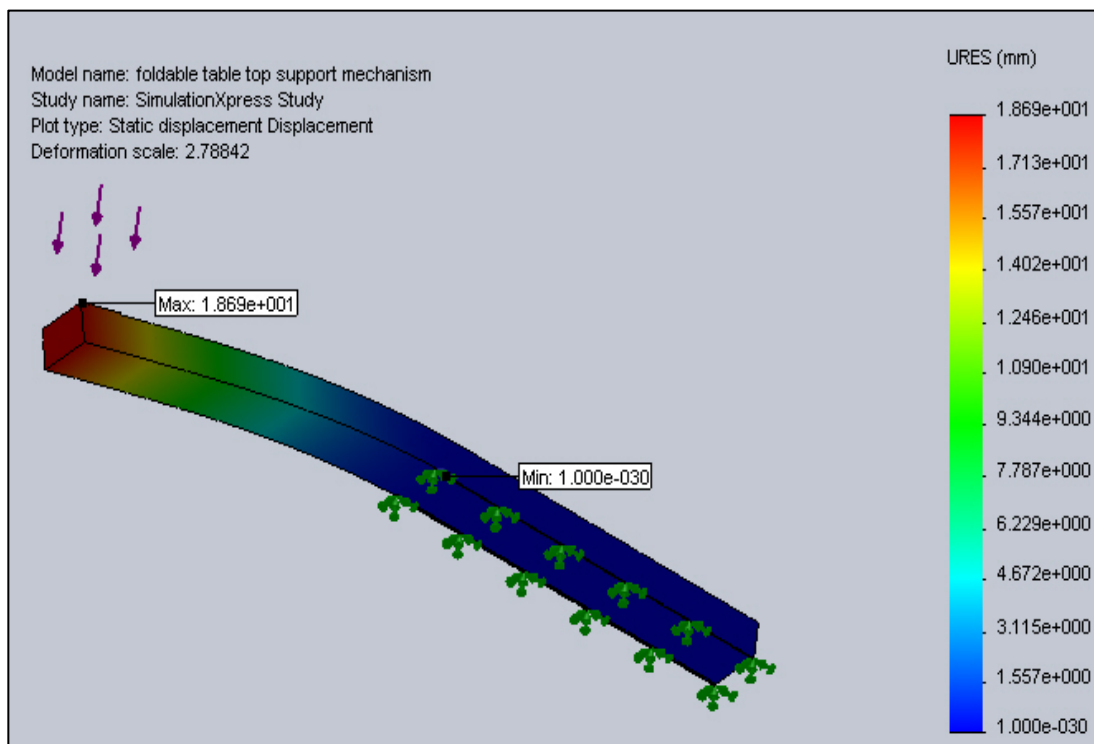 Model name: foldable table top support mechanism
Study name: SimulationXpress Study
Plot type: Static displacement Displacement
Deformation scale: 2.78842
Max: 1.869e+001
Min: 1.000e-030
URES (mm)
1.869e+001
1.713e+001
1.557e+001
1.402e+001
1.246e+001
1.090e+001
9.344e+000
7.787e+000
6.229e+000
4.672e+000
3.115e+000
1.557e+000
1.000e-030